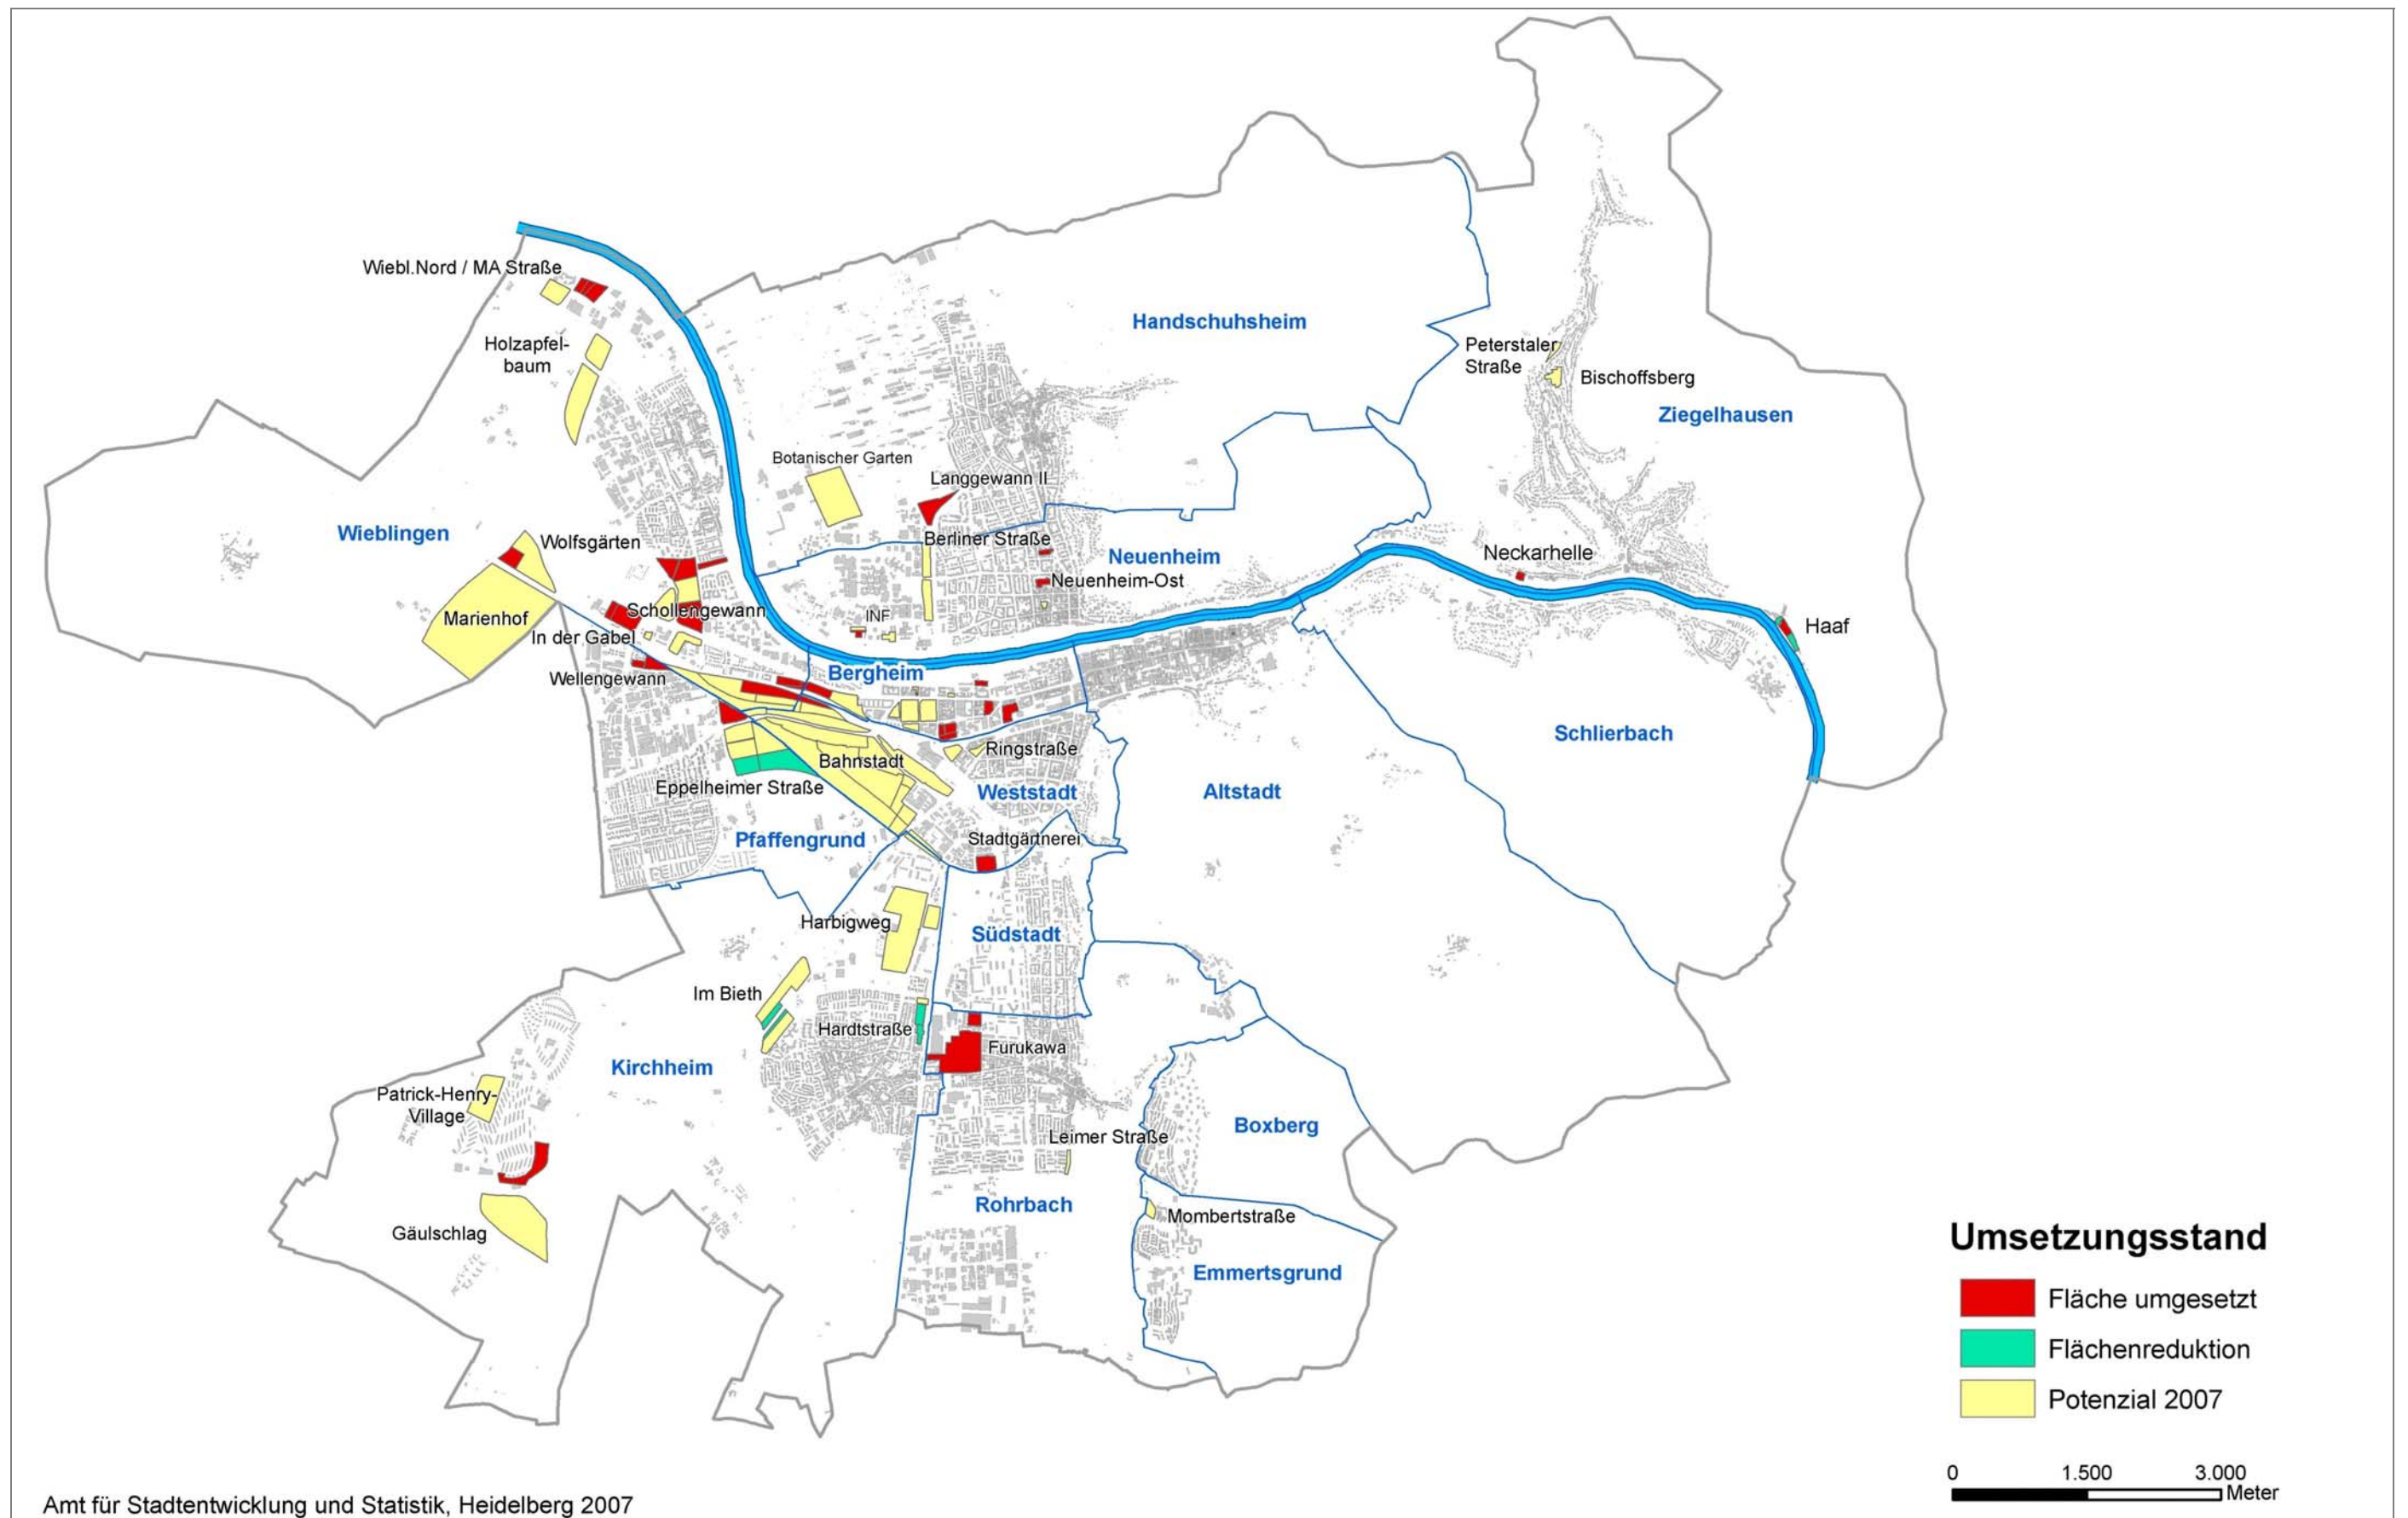 Wiebl.Nord / MA Straße
Handschuhsheim
Holzapfel-
baum
Peterstaler
Straße
Bischoffsberg
Ziegelhausen
Botanischer Garten
Langgewann II
Wieblingen
Wolfsgärten
Berliner Straße
Neuenheim
Neckarhelle
Neuenheim-Ost
Marienhof
Schollengewann
INF
In der Gabel
Haaf
Wellengewann
Bergheim
Schlierbach
Ringstraße
Bahnstadt
Eppelheimer Straße
Weststadt
Altstadt
Pfaffengrund
Stadtgärtnerei
Harbigweg
Südstadt
Im Bieth
Hardtstraße
Furukawa
Kirchheim
Patrick-Henry-
Village
Boxberg
Leimer Straße
Rohrbach
Mombertstraße
Gäulschlag
Emmertsgrund
Umsetzungsstand
Fläche umgesetzt
Flächenreduktion
Potenzial 2007
0 1.500 3.000
Meter
Amt für Stadtentwicklung und Statistik, Heidelberg 2007